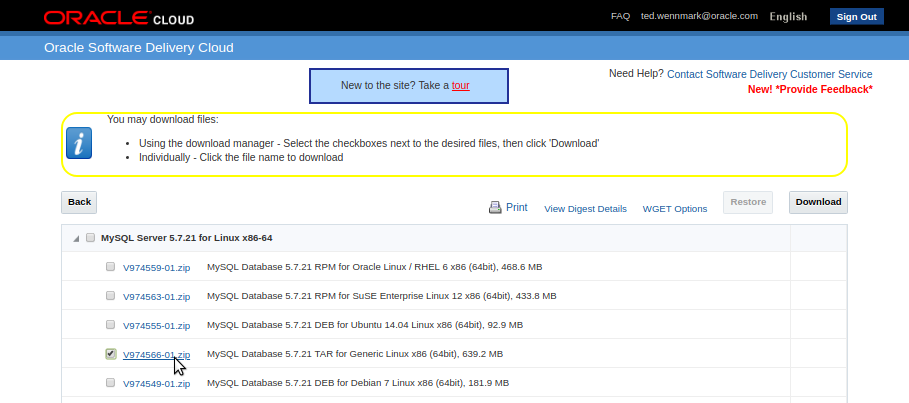 ORACLE CLOUD
FAQ ted.wennmark@oracle.com English Sign Out
Oracle Software Delivery Cloud
New to the site? Take a tour
Need Help? Contact Software Delivery Customer Service
New! *Provide Feedback*
You may download files:
• Using the download manager - Select the checkboxes next to the desired files, then click 'Download'
• Individually - Click the file name to download
Back
Print View Digest Details WGET Options Restore Download
MySQL Server 5.7.21 for Linux x86-64
V974559-01.zip MySQL Database 5.7.21 RPM for Oracle Linux / RHEL 6 x86 (64bit), 468.6 MB
V974563-01.zip MySQL Database 5.7.21 RPM for SuSE Enterprise Linux 12 x86 (64bit), 433.8 MB
V974555-01.zip MySQL Database 5.7.21 DEB for Ubuntu 14.04 Linux x86 (64bit), 92.9 MB
V974566-01.zip MySQL Database 5.7.21 TAR for Generic Linux x86 (64bit), 639.2 MB
V974549-01.zip MySQL Database 5.7.21 DEB for Debian 7 Linux x86 (64bit), 181.9 MB